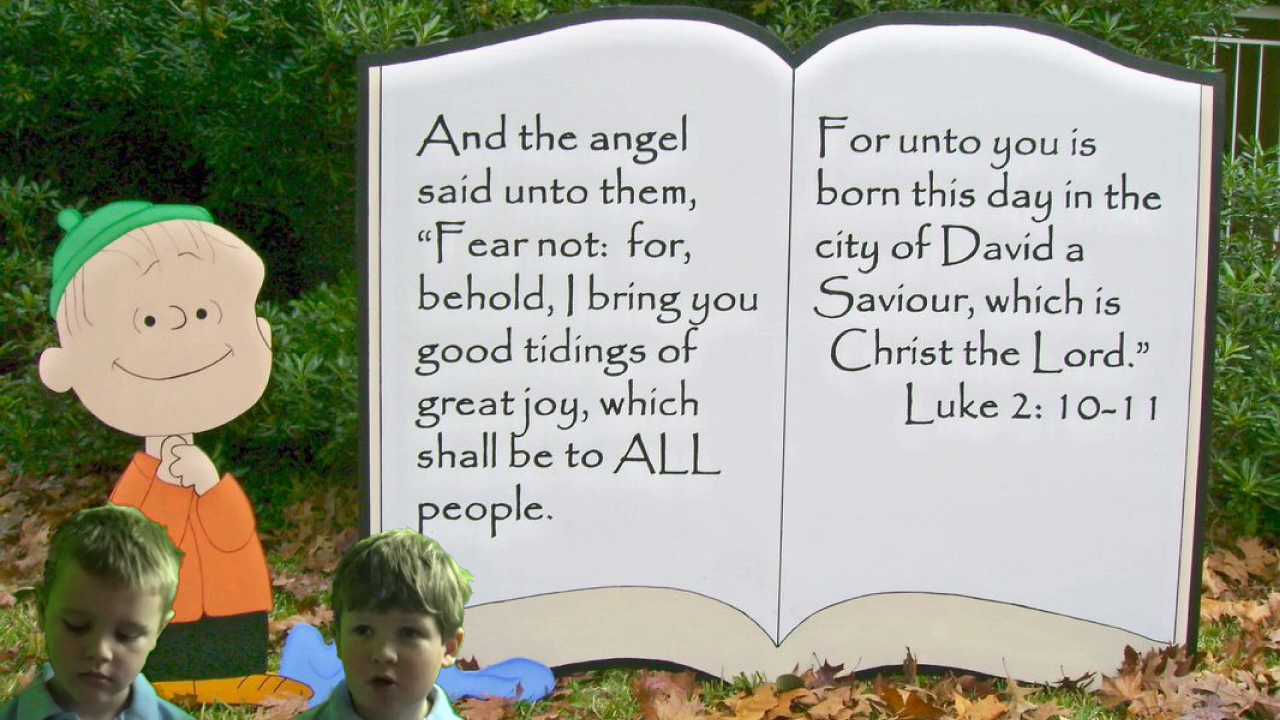 And the angel
said unto them,
“Fear not: for,
behold, I bring you
good tidings of
great joy, which
shall be to ALL
people.
For unto you is
born this day in the
city of David a
Saviour, which is
Christ the Lord.”
Luke 2: 10-11